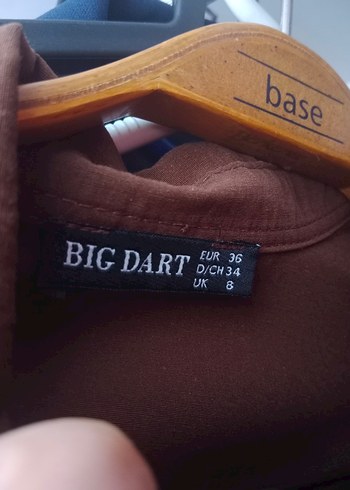 base
BIG DART
EUR 36
D/CH 34
UK 8